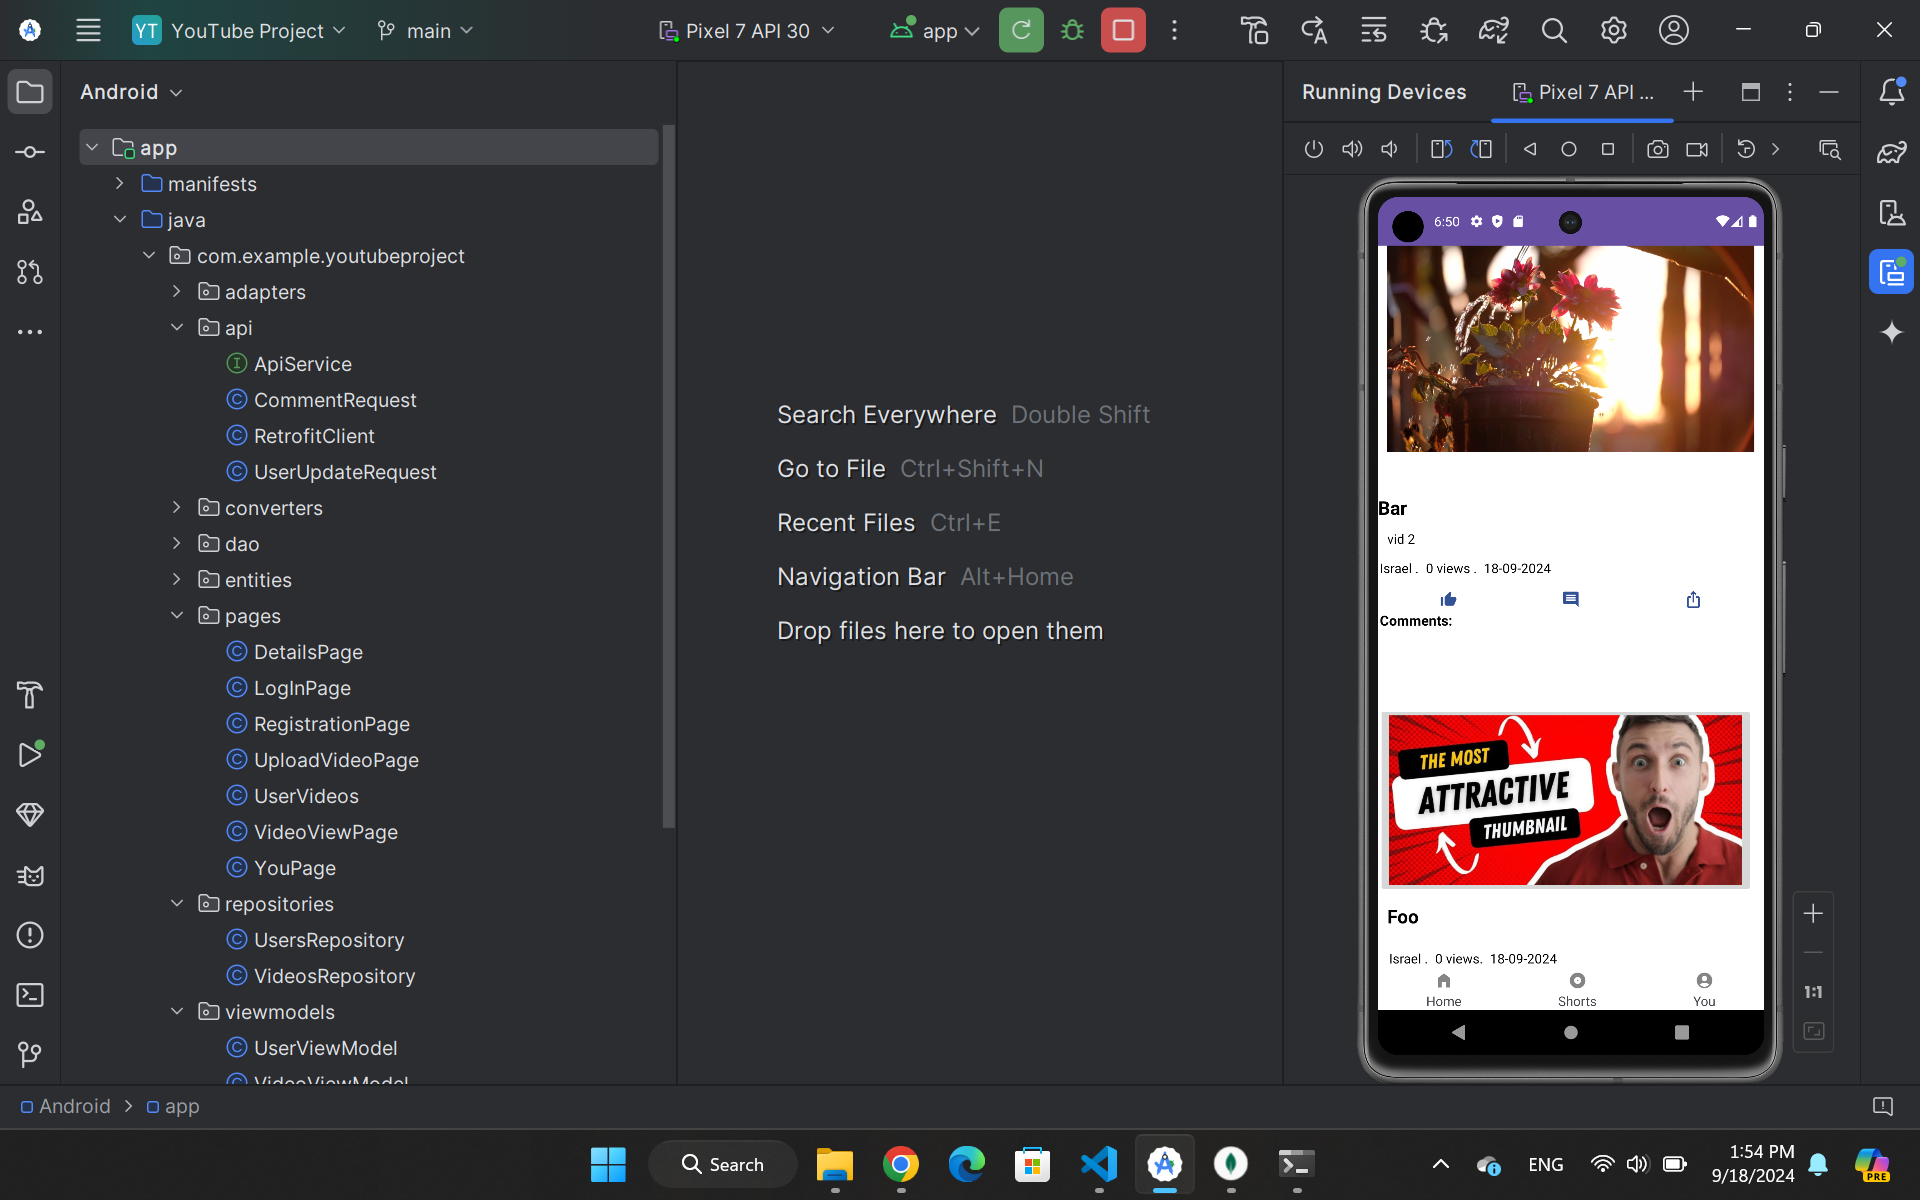 YT YouTube Project
main
Pixel 7 API 30
app
Android
app
manifests
java
com.example.youtubeproject
adapters
api
ApiService
CommentRequest
RetrofitClient
UserUpdateRequest
converters
dao
entities
pages
DetailsPage
LogInPage
RegistrationPage
UploadVideoPage
UserVideos
VideoViewPage
YouPage
repositories
UsersRepository
VideosRepository
viewmodels
UserViewModel
VideoViewModel
Search Everywhere Double Shift
Go to File Ctrl+Shift+N
Recent Files Ctrl+E
Navigation Bar Alt+Home
Drop files here to open them
Running Devices
Pixel 7 API ...
6:50
Bar
vid 2
Israel . 0 views . 18-09-2024
Comments:
THE MOST
ATTRACTIVE
THUMBNAIL
Foo
Israel . 0 views. 18-09-2024
Home Shorts You
1:1
Android > app
Search
ENG
1:54 PM
9/18/2024
PRE